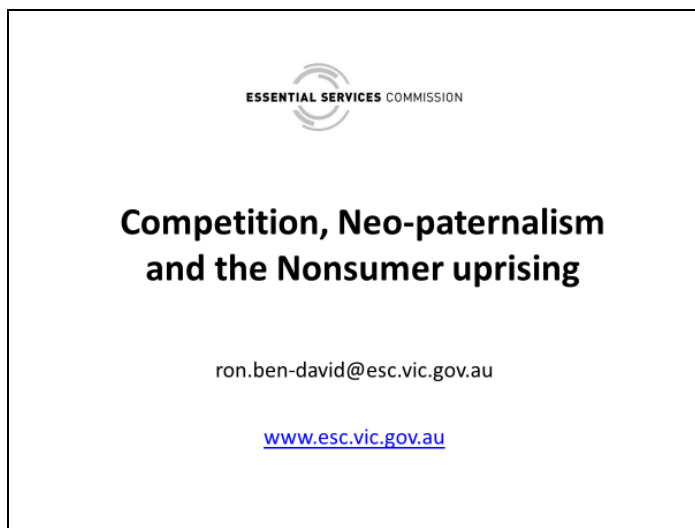 ESSENTIAL SERVICES COMMISSION
Competition, Neo-paternalism
and the Nonsumer uprising
ron.ben-david@esc.vic.gov.au
www.esc.vic.gov.au